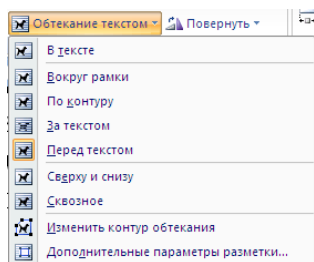 Обтекание текстом Повернуть
В тексте
Вокруг рамки
По контуру
За текстом
Перед текстом
Сверху и снизу
Сквозное
Изменить контур обтекания
Дополнительные параметры разметки...